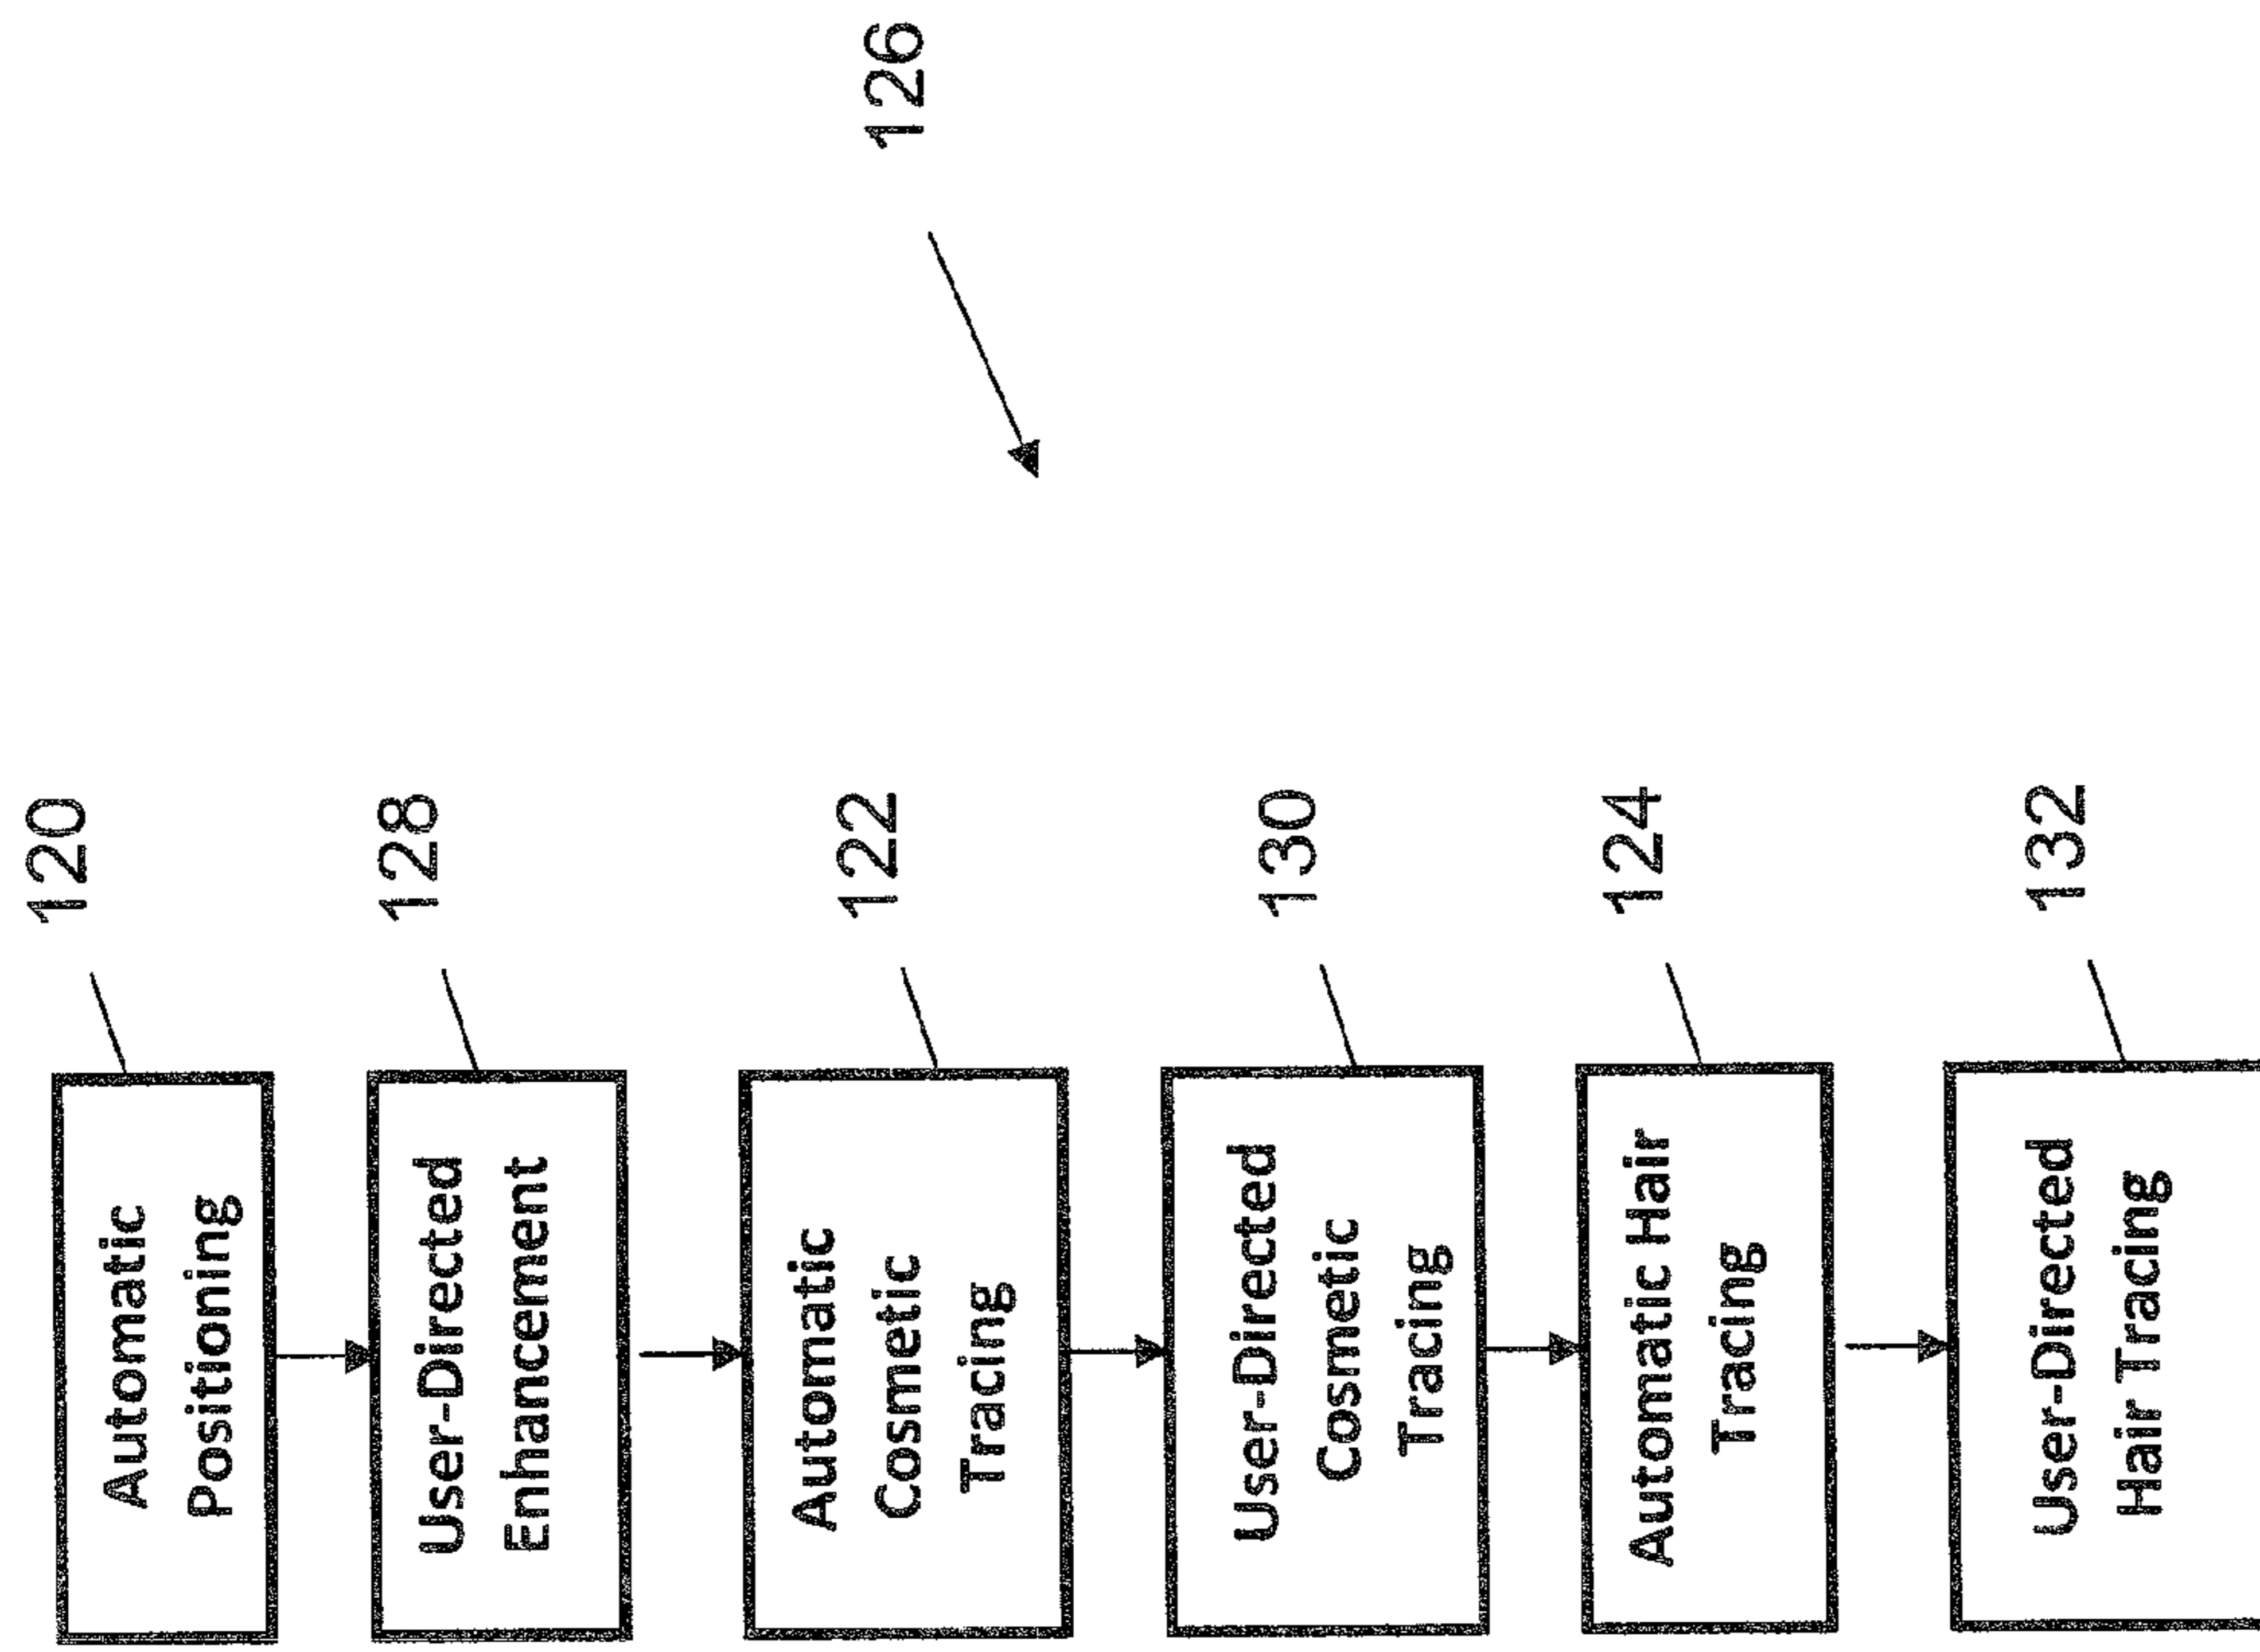 126
120
Automatic
Positioning
128
User-Directed
Enhancement
122
Automatic
Cosmetic
Tracing
130
User-Directed
Cosmetic
Tracing
124
Automatic Hair
Tracing
132
User-Directed
Hair Tracing